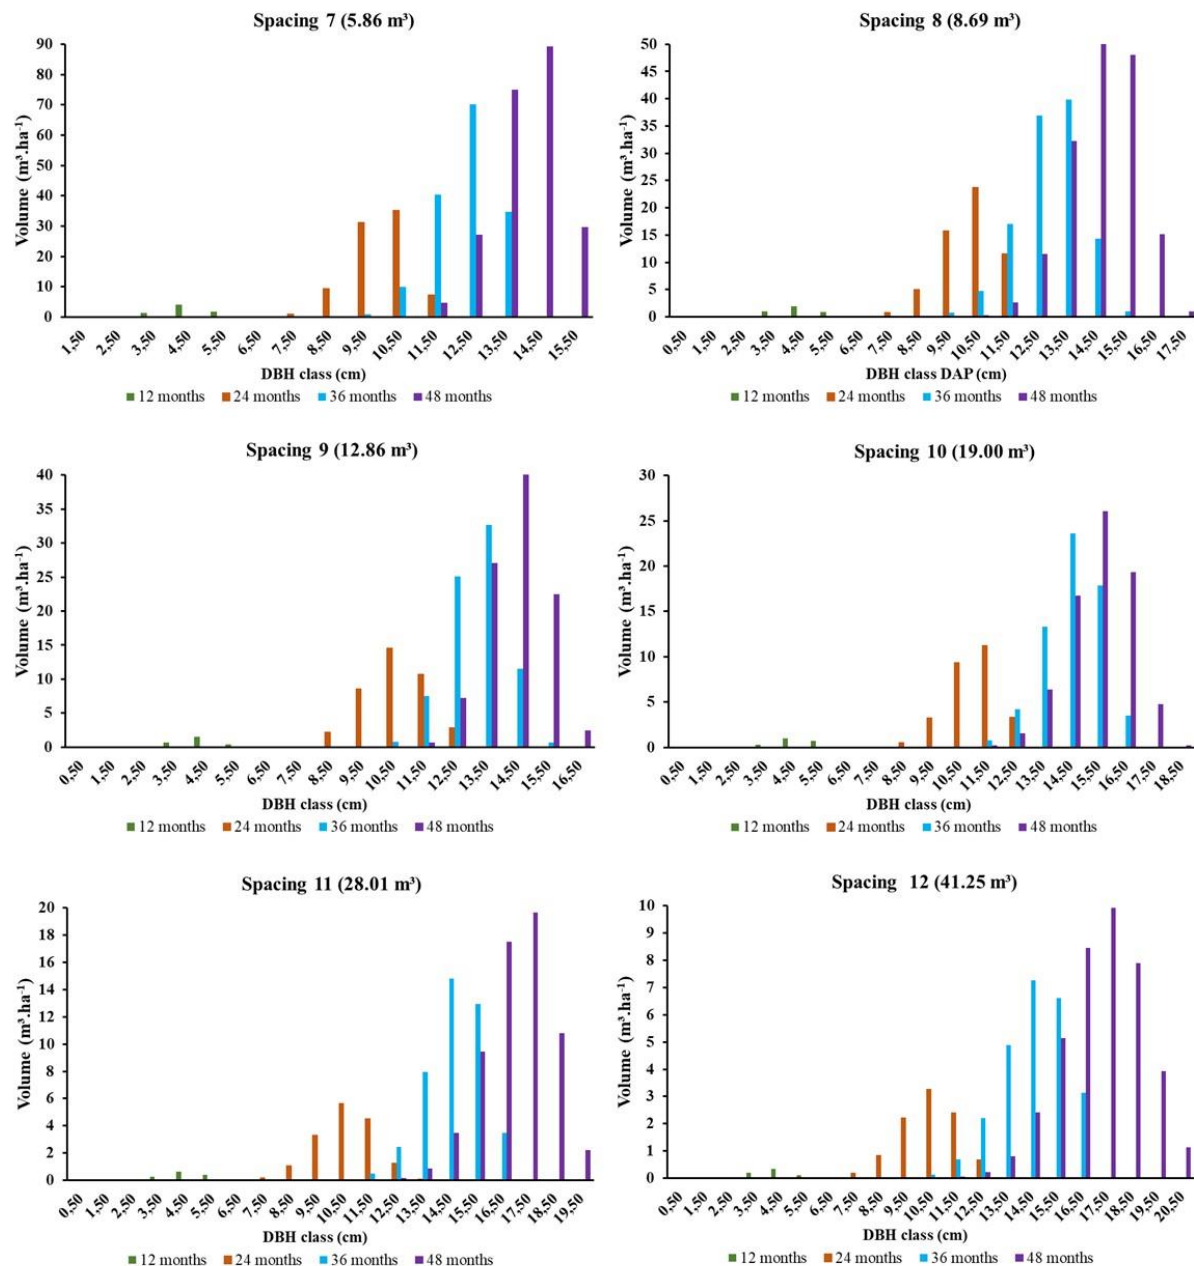 Spacing 7 (5.86 m³)
Volume (m³.ha⁻¹)
90
80
70
60
50
40
30
20
10
0
1,50 2,50 3,50 4,50 5,50 6,50 7,50 8,50 9,50 10,50 11,50 12,50 13,50 14,50 15,50
DBH class (cm)
12 months 24 months 36 months 48 months
Spacing 8 (8.69 m³)
Volume (m³.ha⁻¹)
50
45
40
35
30
25
20
15
10
5
0
0,50 1,50 2,50 3,50 4,50 5,50 6,50 7,50 8,50 9,50 10,50 11,50 12,50 13,50 14,50 15,50 16,50 17,50
DBH class DAP (cm)
12 months 24 months 36 months 48 months
Spacing 9 (12.86 m³)
Volume (m³.ha⁻¹)
40
35
30
25
20
15
10
5
0
0,50 1,50 2,50 3,50 4,50 5,50 6,50 7,50 8,50 9,50 10,50 11,50 12,50 13,50 14,50 15,50 16,50
DBH class (cm)
12 months 24 months 36 months 48 months
Spacing 10 (19.00 m³)
Volume (m³.ha⁻¹)
30
25
20
15
10
5
0
0,50 1,50 2,50 3,50 4,50 5,50 6,50 7,50 8,50 9,50 10,50 11,50 12,50 13,50 14,50 15,50 16,50 17,50 18,50
DBH class (cm)
12 months 24 months 36 months 48 months
Spacing 11 (28.01 m³)
Volume (m³.ha⁻¹)
20
18
16
14
12
10
8
6
4
2
0
0,50 1,50 2,50 3,50 4,50 5,50 6,50 7,50 8,50 9,50 10,50 11,50 12,50 13,50 14,50 15,50 16,50 17,50 18,50 19,50
DBH class (cm)
12 months 24 months 36 months 48 months
Spacing 12 (41.25 m³)
Volume (m³.ha⁻¹)
10
9
8
7
6
5
4
3
2
1
0
0,50 1,50 2,50 3,50 4,50 5,50 6,50 7,50 8,50 9,50 10,50 11,50 12,50 13,50 14,50 15,50 16,50 17,50 18,50 19,50 20,50
DBH class (cm)
12 months 24 months 36 months 48 months